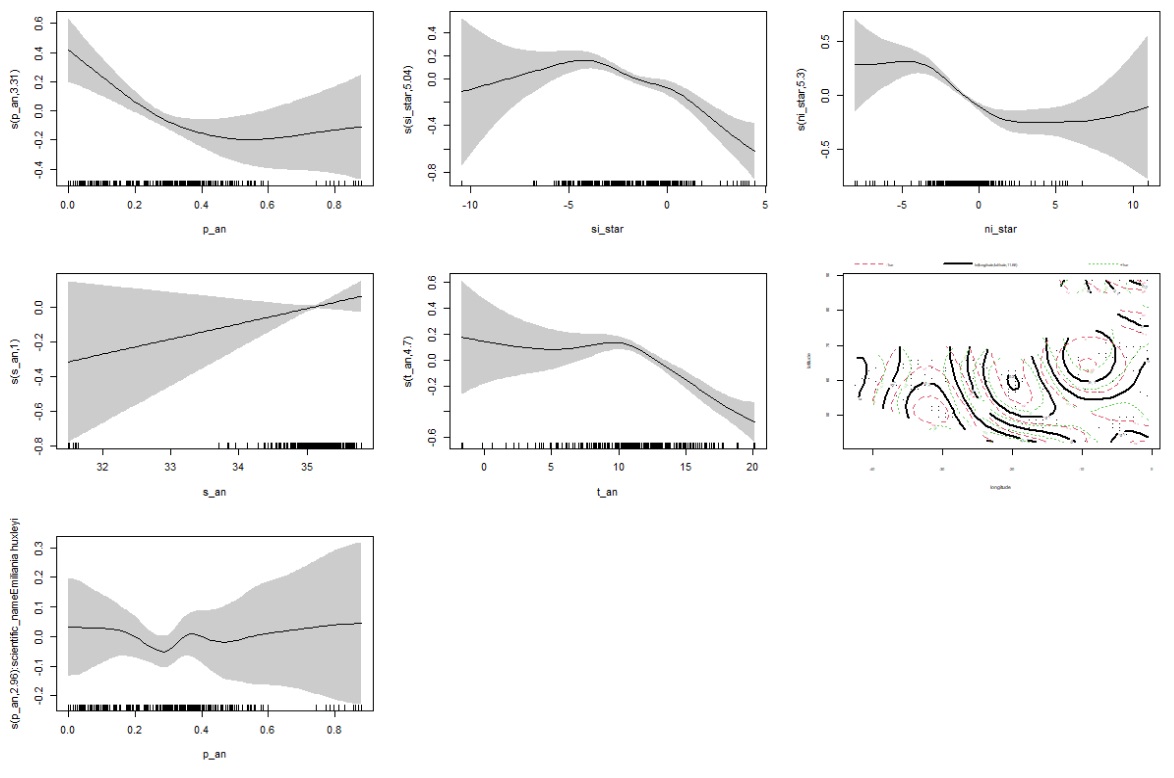 s(p_an,3.31)
0.6
0.4
0.2
0.0
-0.2
-0.4
0.0 0.2 0.4 0.6 0.8
p_an
s(si_star,5.04)
0.4
0.0
-0.4
-0.8
-10 -5 0 5
si_star
s(ni_star,5.3)
0.5
0.0
-0.5
-5 0 5 10
ni_star
s(s_an,1)
0.0
-0.2
-0.4
-0.6
-0.8
32 33 34 35
s_an
s(t_an,4.7)
0.6
0.4
0.2
0.0
-0.2
-0.6
0 5 10 15 20
t_an
latitude
longitude
s(p_an,2.96):scientific_nameEmiliania huxleyi
0.3
0.2
0.1
0.0
-0.1
-0.2
0.0 0.2 0.4 0.6 0.8
p_an